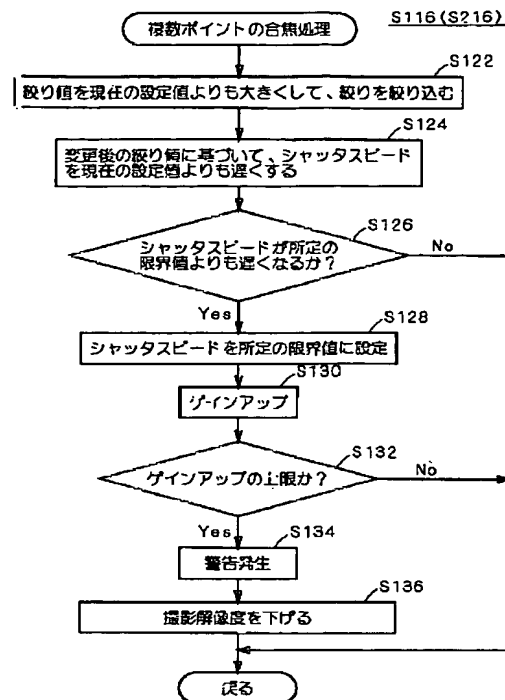 複数ポイントの合焦処理
S116(S216)
S122
絞り値を現在の設定値よりも大きくして、絞りを絞り込む
S124
変更後の絞り値に基づいて、シャッタスピード
を現在の設定値よりも遅くする
S126
シャッタスピードが所定の
限界値よりも遅くなるか?
No
Yes
S128
シャッタスピードを所定の限界値に設定
S130
ゲインアップ
S132
ゲインアップの上限か?
No
Yes
S134
警告発生
S136
撮影解像度を下げる
戻る